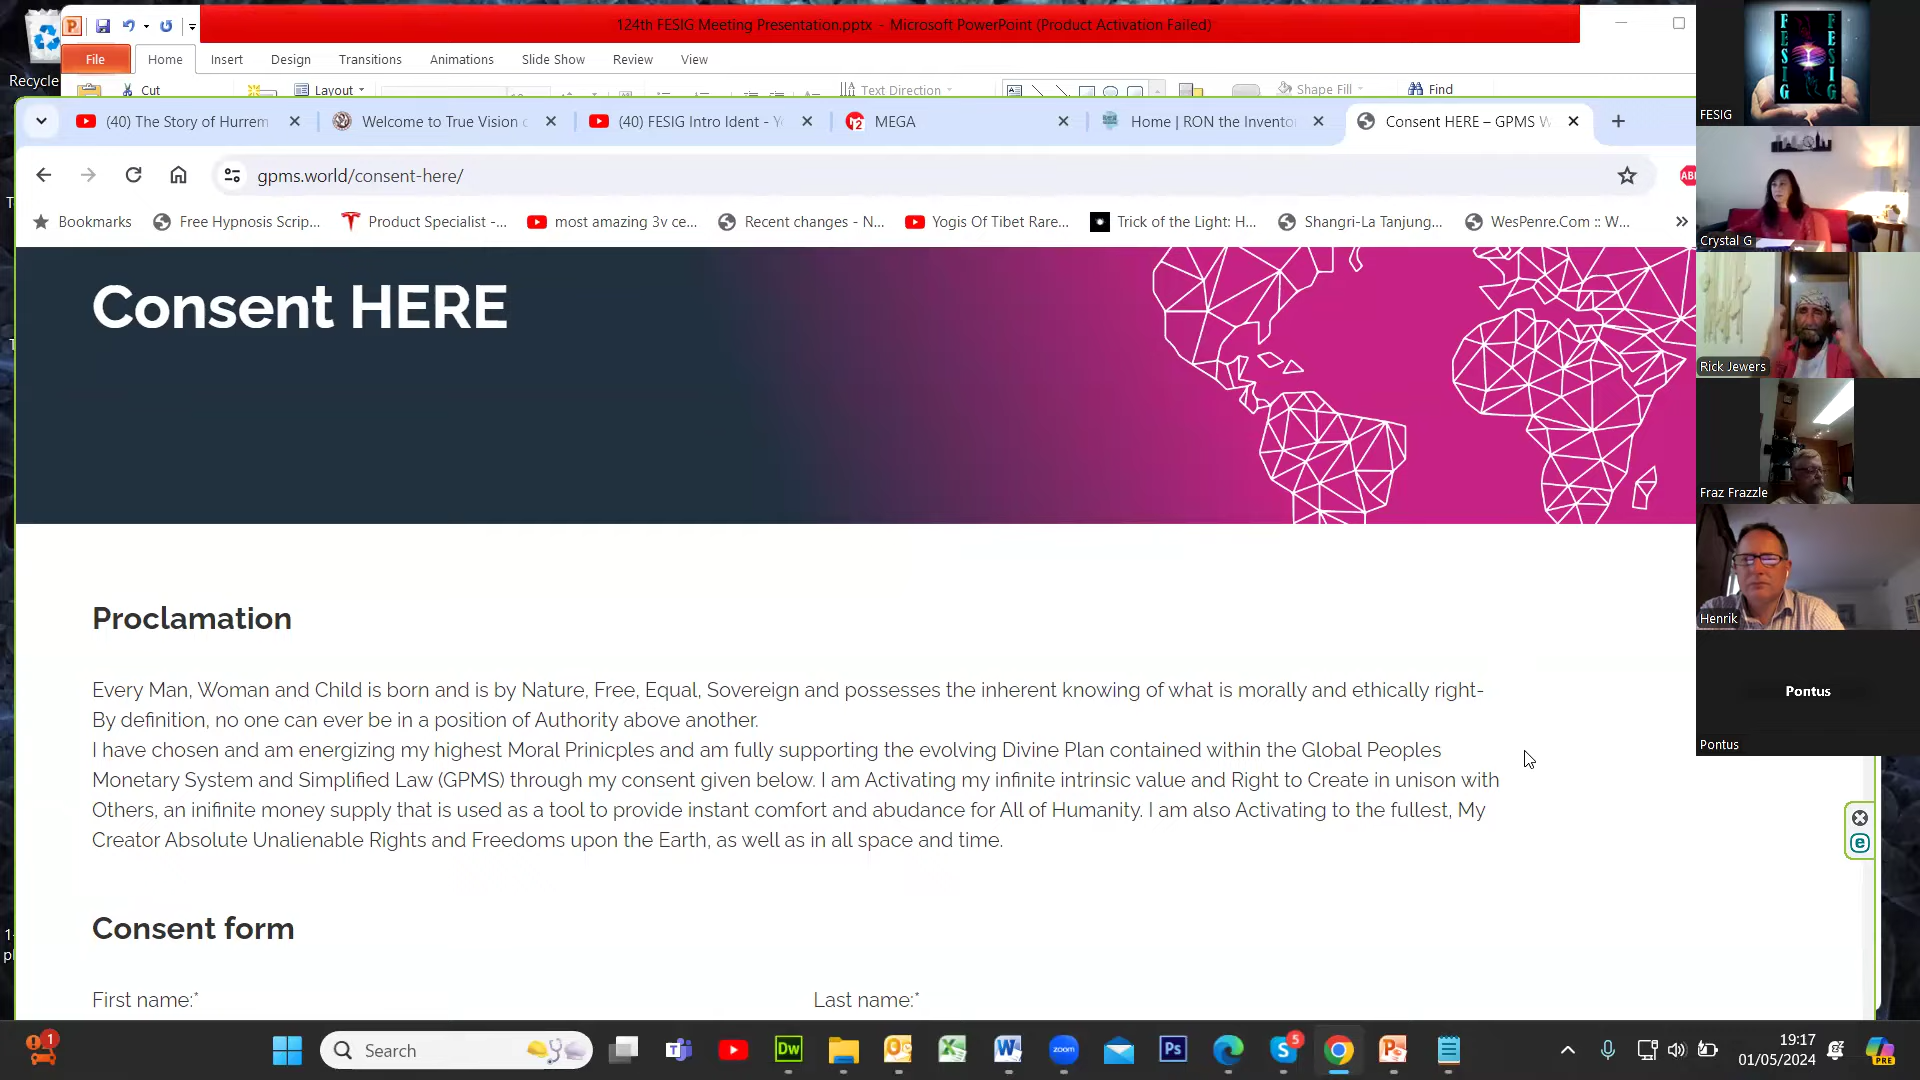 124th FESIG Meeting Presentation.pptx - Microsoft PowerPoint (Product Activation Failed)
File Home Insert Design Transitions Animations Slide Show Review View
Cut Layout Text Direction Shape Fill Find
Recycle
(40) The Story of Hurrem
Welcome to True Vision
(40) FESIG Intro Ident - Y
MEGA
Home | RON the Invento
Consent HERE – GPMS W
gpms.world/consent-here/
Bookmarks Free Hypnosis Scrip... Product Specialist -... most amazing 3v ce... Recent changes - N... Yogis Of Tibet Rare... Trick of the Light: H... Shangri-La Tanjung... WesPenre.Com :: W... »
Consent HERE
Proclamation
Every Man, Woman and Child is born and is by Nature, Free, Equal, Sovereign and possesses the inherent knowing of what is morally and ethically right-
By definition, no one can ever be in a position of Authority above another.
I have chosen and am energizing my highest Moral Prinicples and am fully supporting the evolving Divine Plan contained within the Global Peoples
Monetary System and Simplified Law (GPMS) through my consent given below. I am Activating my infinite intrinsic value and Right to Create in unison with
Others, an inifinite money supply that is used as a tool to provide instant comfort and abudance for All of Humanity. I am also Activating to the fullest, My
Creator Absolute Unalienable Rights and Freedoms upon the Earth, as well as in all space and time.
Consent form
First name:* Last name:*
FESIG
FESIG
FESIG
Crystal G
Rick Jewers
Fraz Frazzle
Henrik
Pontus
Pontus
1
Search
Dw
zoom
Ps
5
19:17
01/05/2024
PRE